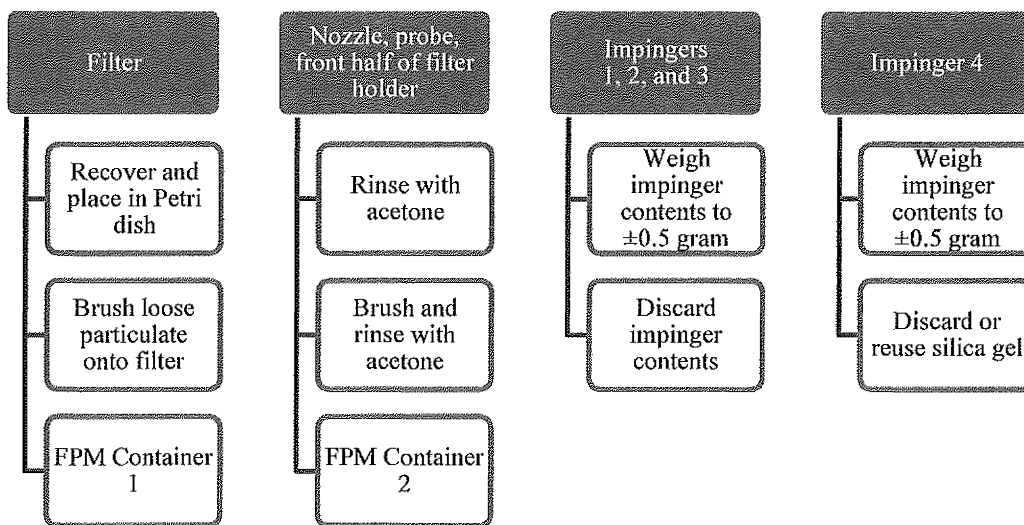 Filter
Recover and
place in Petri
dish
Brush loose
particulate
onto filter
FPM Container
1
Nozzle, probe,
front half of filter
holder
Rinse with
acetone
Brush and
rinse with
acetone
FPM Container
2
Impingers
1, 2, and 3
Weigh
impinger
contents to
±0.5 gram
Discard
impinger
contents
Impinger 4
Weigh
impinger
contents to
±0.5 gram
Discard or
reuse silica gel